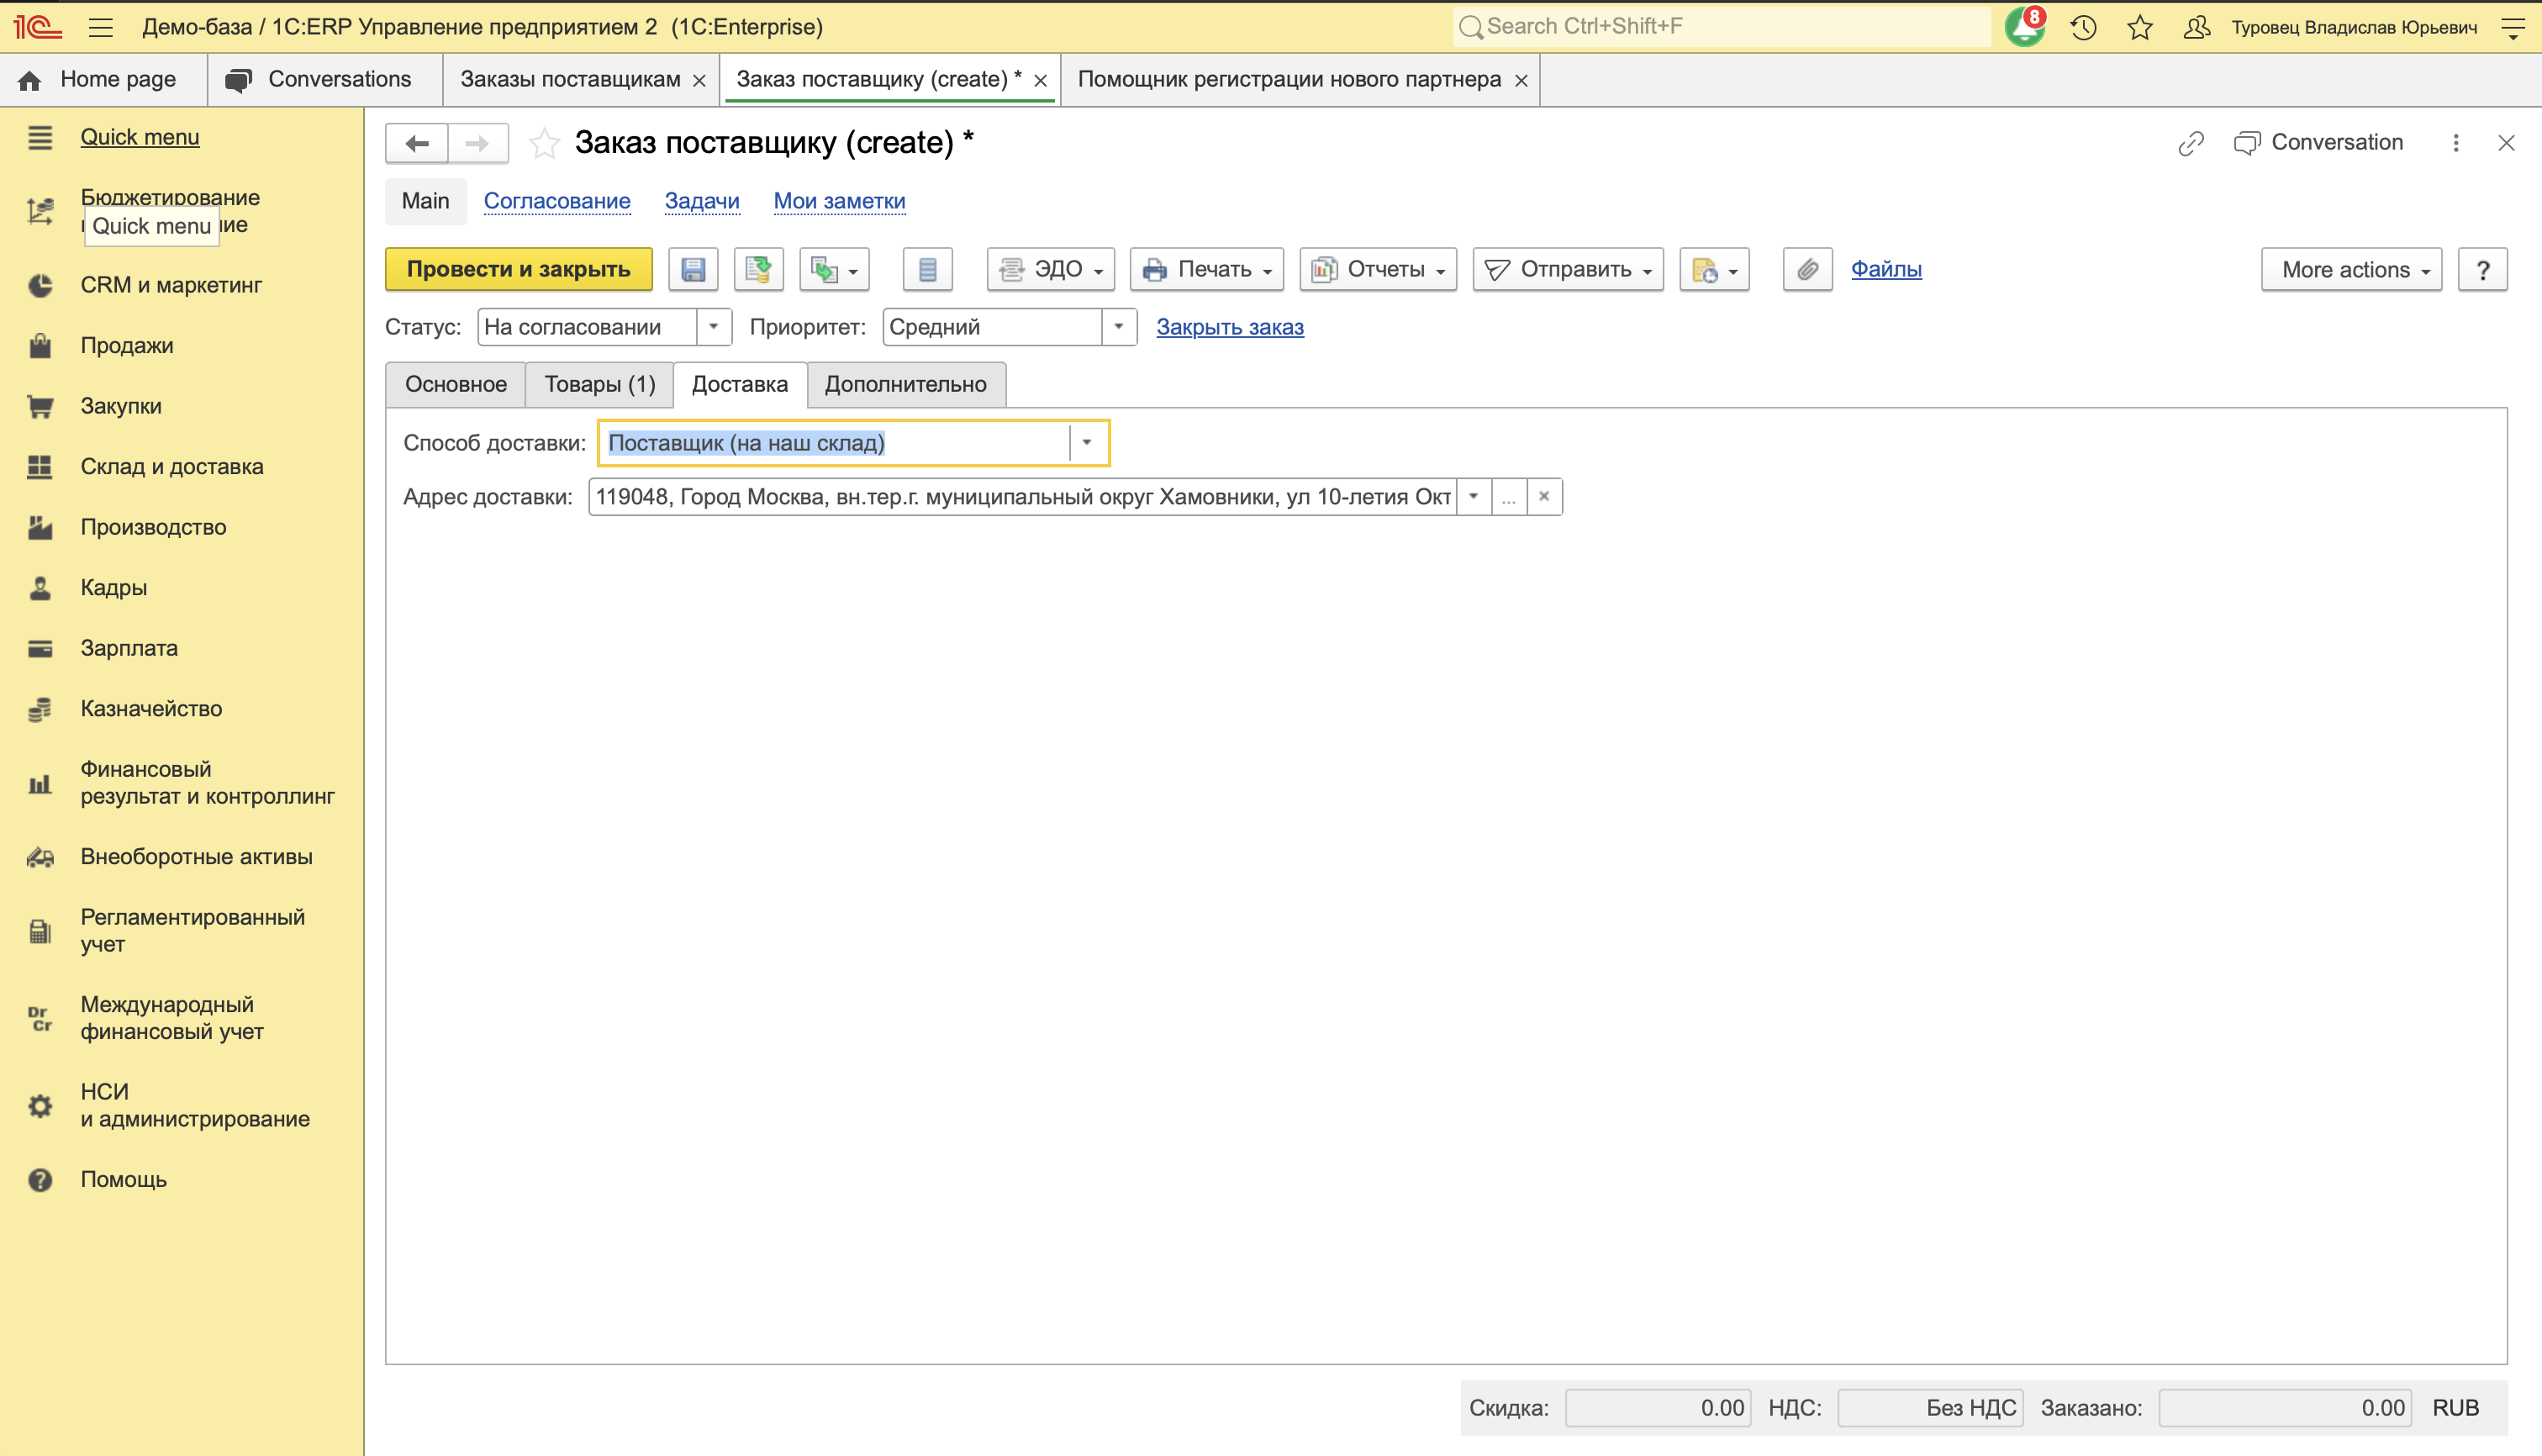 1С Демо-база / 1С:ERP Управление предприятием 2 (1C:Enterprise) Search Ctrl+Shift+F 8 Туровец Владислав Юрьевич
Home page Conversations Заказы поставщикам Заказ поставщику (create) * Помощник регистрации нового партнера
Quick menu
Бюджетирование
Quick menu
CRM и маркетинг
Продажи
Закупки
Склад и доставка
Производство
Кадры
Зарплата
Казначейство
Финансовый
результат и контроллинг
Внеоборотные активы
Регламентированный
учет
Dr
Cr
Международный
финансовый учет
НСИ
и администрирование
Помощь
Заказ поставщику (create) *
Conversation
Main Согласование Задачи Мои заметки
Провести и закрыть ЭДО Печать Отчеты Отправить Файлы More actions ?
Статус: На согласовании Приоритет: Средний Закрыть заказ
Основное Товары (1) Доставка Дополнительно
Способ доставки: Поставщик (на наш склад)
Адрес доставки: 119048, Город Москва, вн.тер.г. муниципальный округ Хамовники, ул 10-летия Окт ...
Скидка: 0.00 НДС: Без НДС Заказано: 0.00 RUB